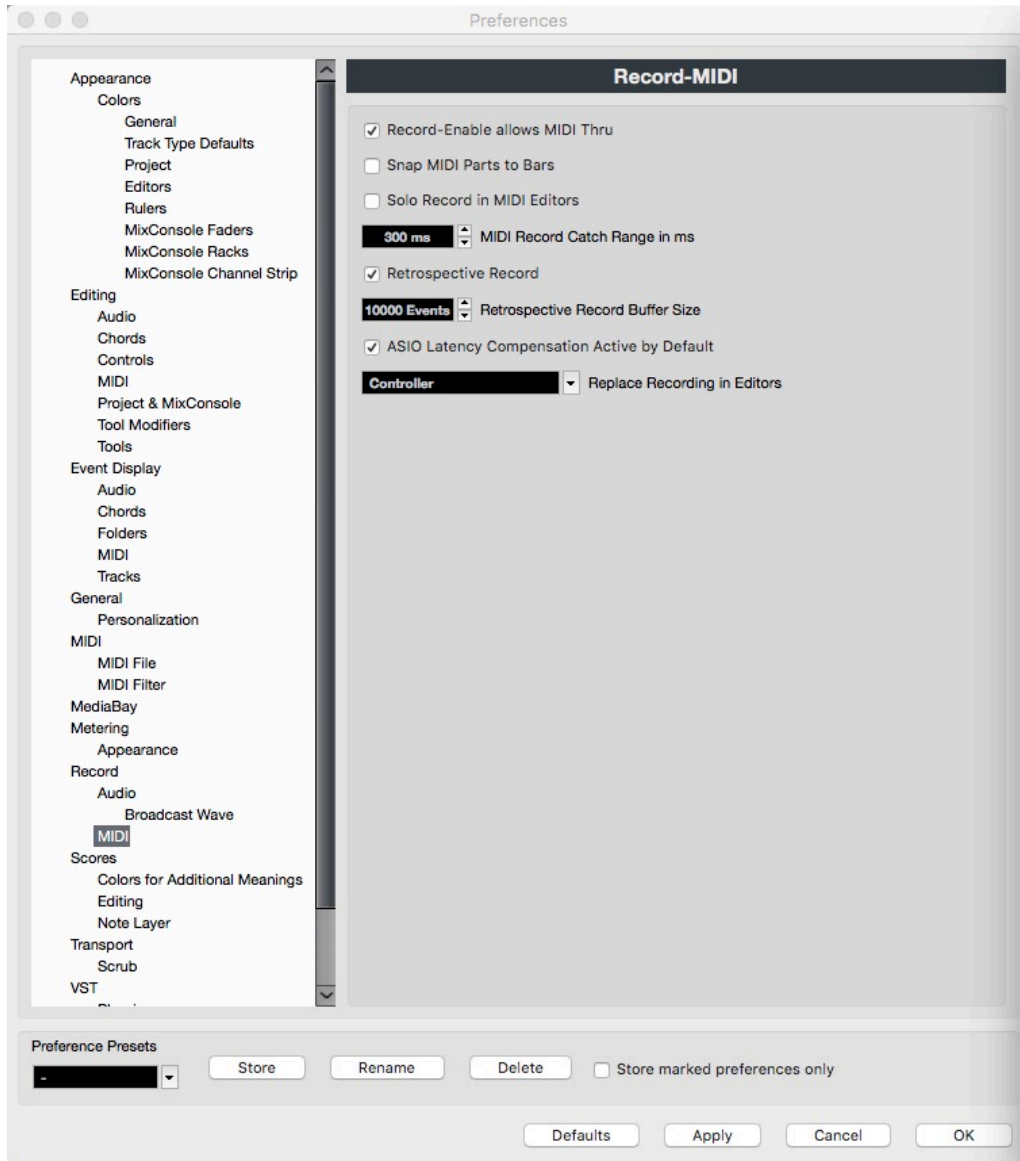 Preferences
Appearance
Colors
General
Track Type Defaults
Project
Editors
Rulers
MixConsole Faders
MixConsole Racks
MixConsole Channel Strip
Editing
Audio
Chords
Controls
MIDI
Project & MixConsole
Tool Modifiers
Tools
Event Display
Audio
Chords
Folders
MIDI
Tracks
General
Personalization
MIDI
MIDI File
MIDI Filter
MediaBay
Metering
Appearance
Record
Audio
Broadcast Wave
MIDI
Scores
Colors for Additional Meanings
Editing
Note Layer
Transport
Scrub
VST
Record-MIDI
Record-Enable allows MIDI Thru
Snap MIDI Parts to Bars
Solo Record in MIDI Editors
300 ms MIDI Record Catch Range in ms
Retrospective Record
10000 Events Retrospective Record Buffer Size
ASIO Latency Compensation Active by Default
Controller Replace Recording in Editors
Preference Presets
- Store Rename Delete Store marked preferences only
Defaults Apply Cancel OK